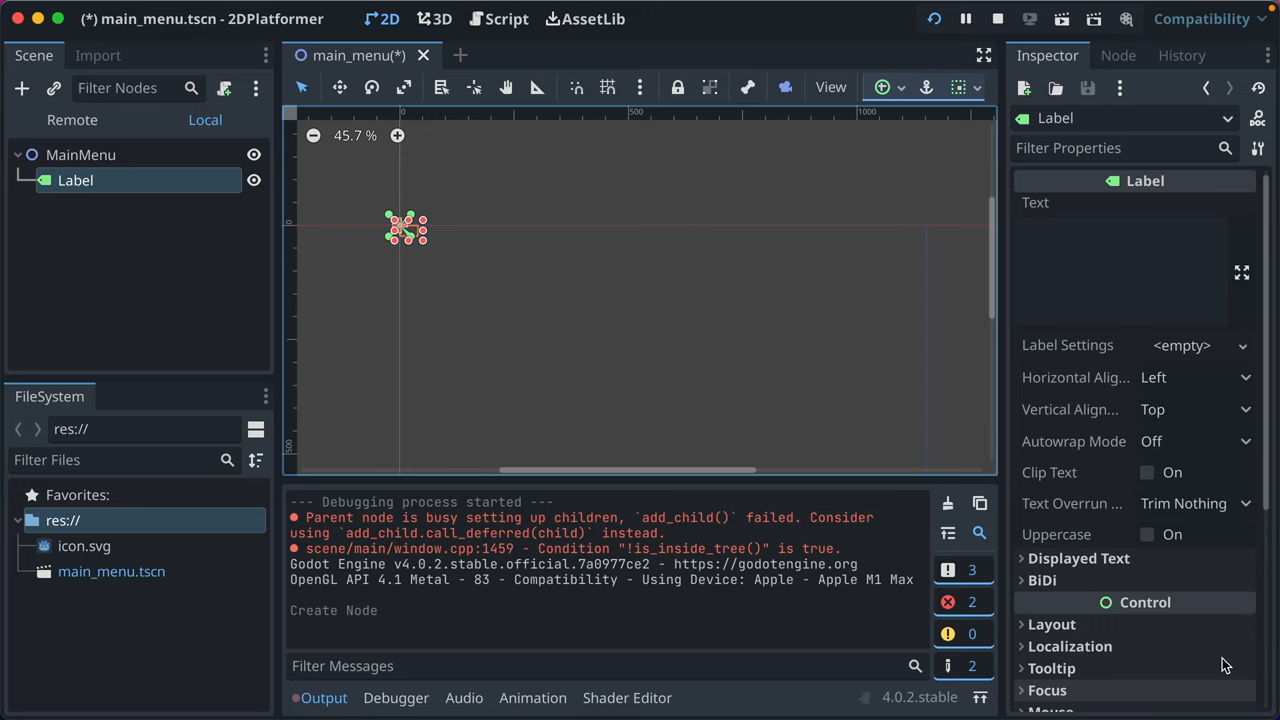 (*) main_menu.tscn - 2DPlatformer
2D
3D
Script
AssetLib
Compatibility
Scene
Import
Filter Nodes
Remote
Local
MainMenu
Label
FileSystem
res://
Filter Files
Favorites:
res://
icon.svg
main_menu.tscn
main_menu(*)
View
0
500
1000
45.7 %
0
500
--- Debugging process started ---
Parent node is busy setting up children, `add_child()` failed. Consider
using `add_child.call_deferred(child)` instead.
scene/main/window.cpp:1459 - Condition "!is_inside_tree()" is true.
Godot Engine v4.0.2.stable.official.7a0977ce2 - https://godotengine.org
OpenGL API 4.1 Metal - 83 - Compatibility - Using Device: Apple - Apple M1 Max
Create Node
3
2
0
2
Filter Messages
Output
Debugger
Audio
Animation
Shader Editor
4.0.2.stable
Inspector
Node
History
Label
Filter Properties
Label
Text
Label Settings
<empty>
Horizontal Alig...
Left
Vertical Align...
Top
Autowrap Mode
Off
Clip Text
On
Text Overrun ...
Trim Nothing
Uppercase
On
Displayed Text
BiDi
Control
Layout
Localization
Tooltip
Focus
Mouse